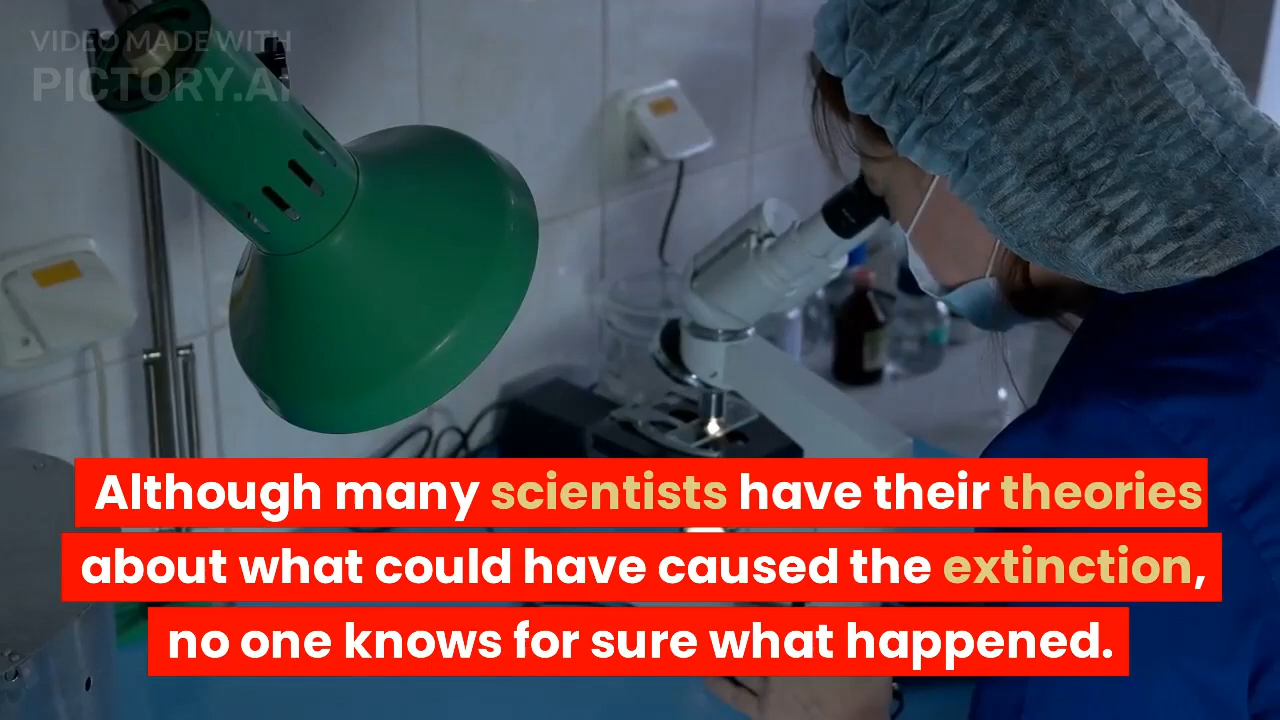 VIDEO MADE WITH
PICTORY.AI
Although many scientists have their theories
about what could have caused the extinction,
no one knows for sure what happened.